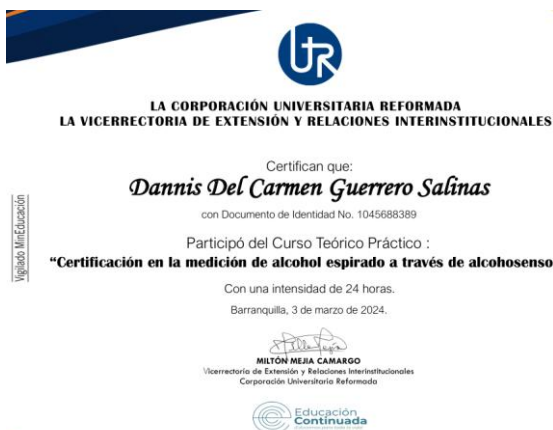 UR
LA CORPORACIÓN UNIVERSITARIA REFORMADA
LA VICERRECTORIA DE EXTENSIÓN Y RELACIONES INTERINSTITUCIONALES
Certifican que:
Dannis Del Carmen Guerrero Salinas
con Documento de Identidad No. 1045688389
Vigilado MinEducación
Participó del Curso Teórico Práctico :
“Certificación en la medición de alcohol espirado a través de alcohosenso
Con una intensidad de 24 horas.
Barranquilla, 3 de marzo de 2024.
MILTÓN MEJIA CAMARGO
Vicerrectoria de Extensión y Relaciones Interinstitucionales
Corporación Universitaria Reformada
Educación
Continuada